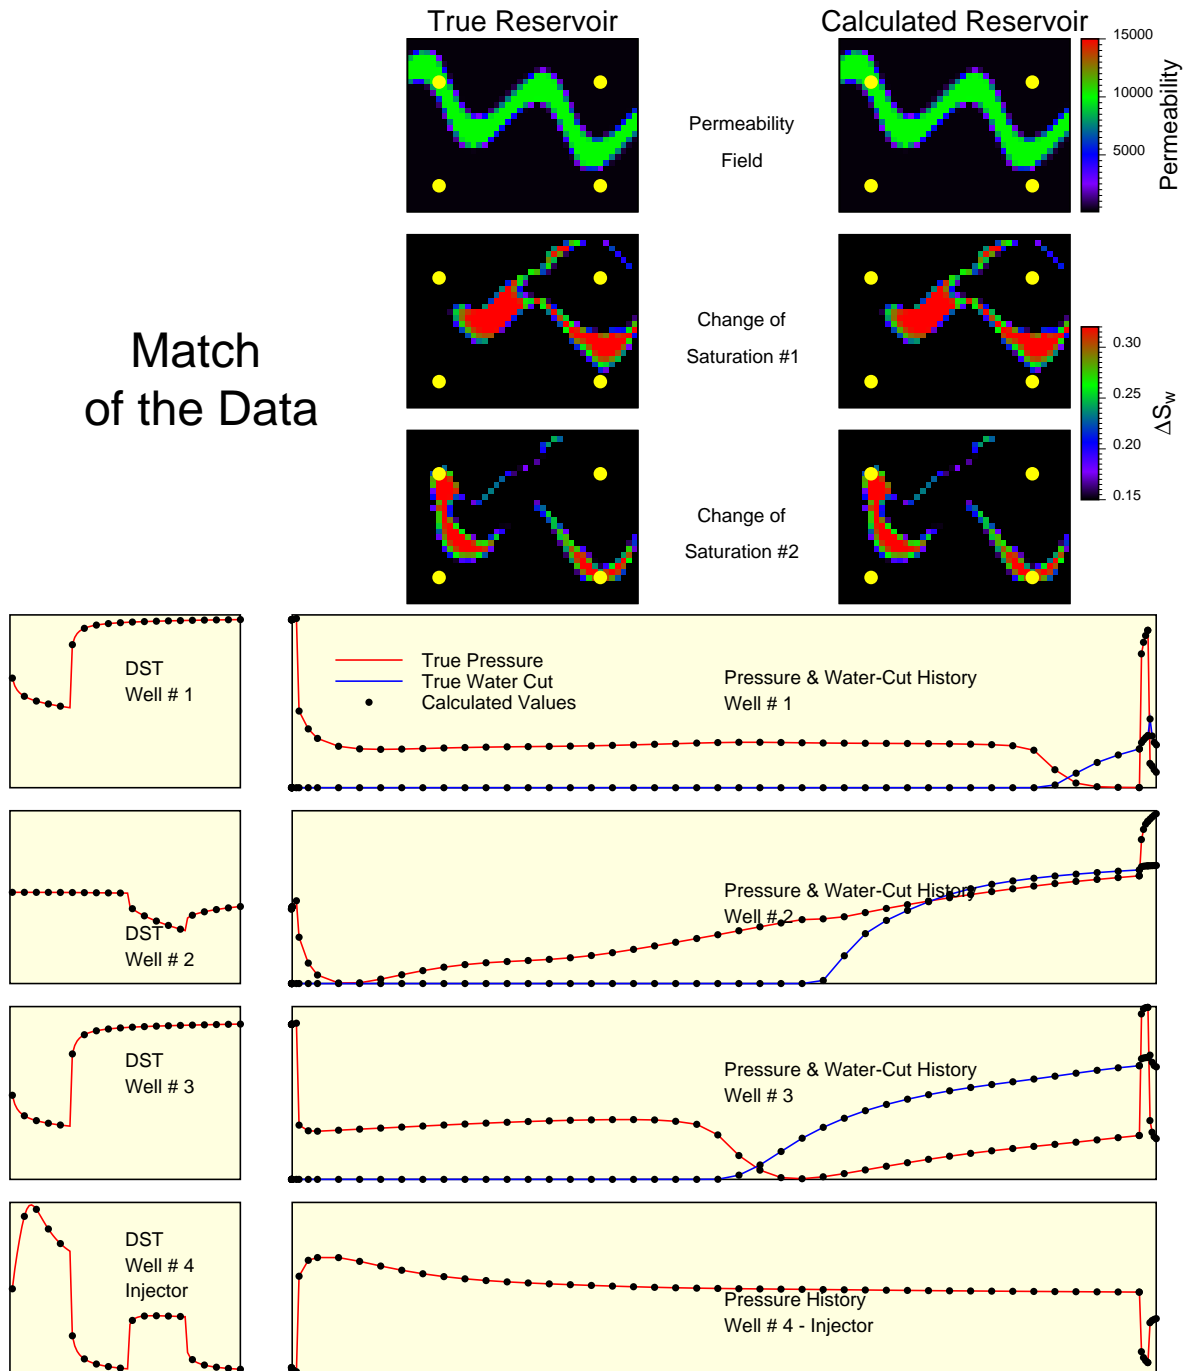 True Reservoir
Calculated Reservoir
Permeability
Field
15000
10000
5000
Permeability
Match
of the Data
Change of
Saturation #1
0.30
0.25
0.20
0.15
ΔSw
Change of
Saturation #2
DST
Well # 1
True Pressure
True Water Cut
Calculated Values
Pressure & Water-Cut History
Well # 1
DST
Well # 2
Pressure & Water-Cut History
Well # 2
DST
Well # 3
Pressure & Water-Cut History
Well # 3
DST
Well # 4
Injector
Pressure History
Well # 4 - Injector